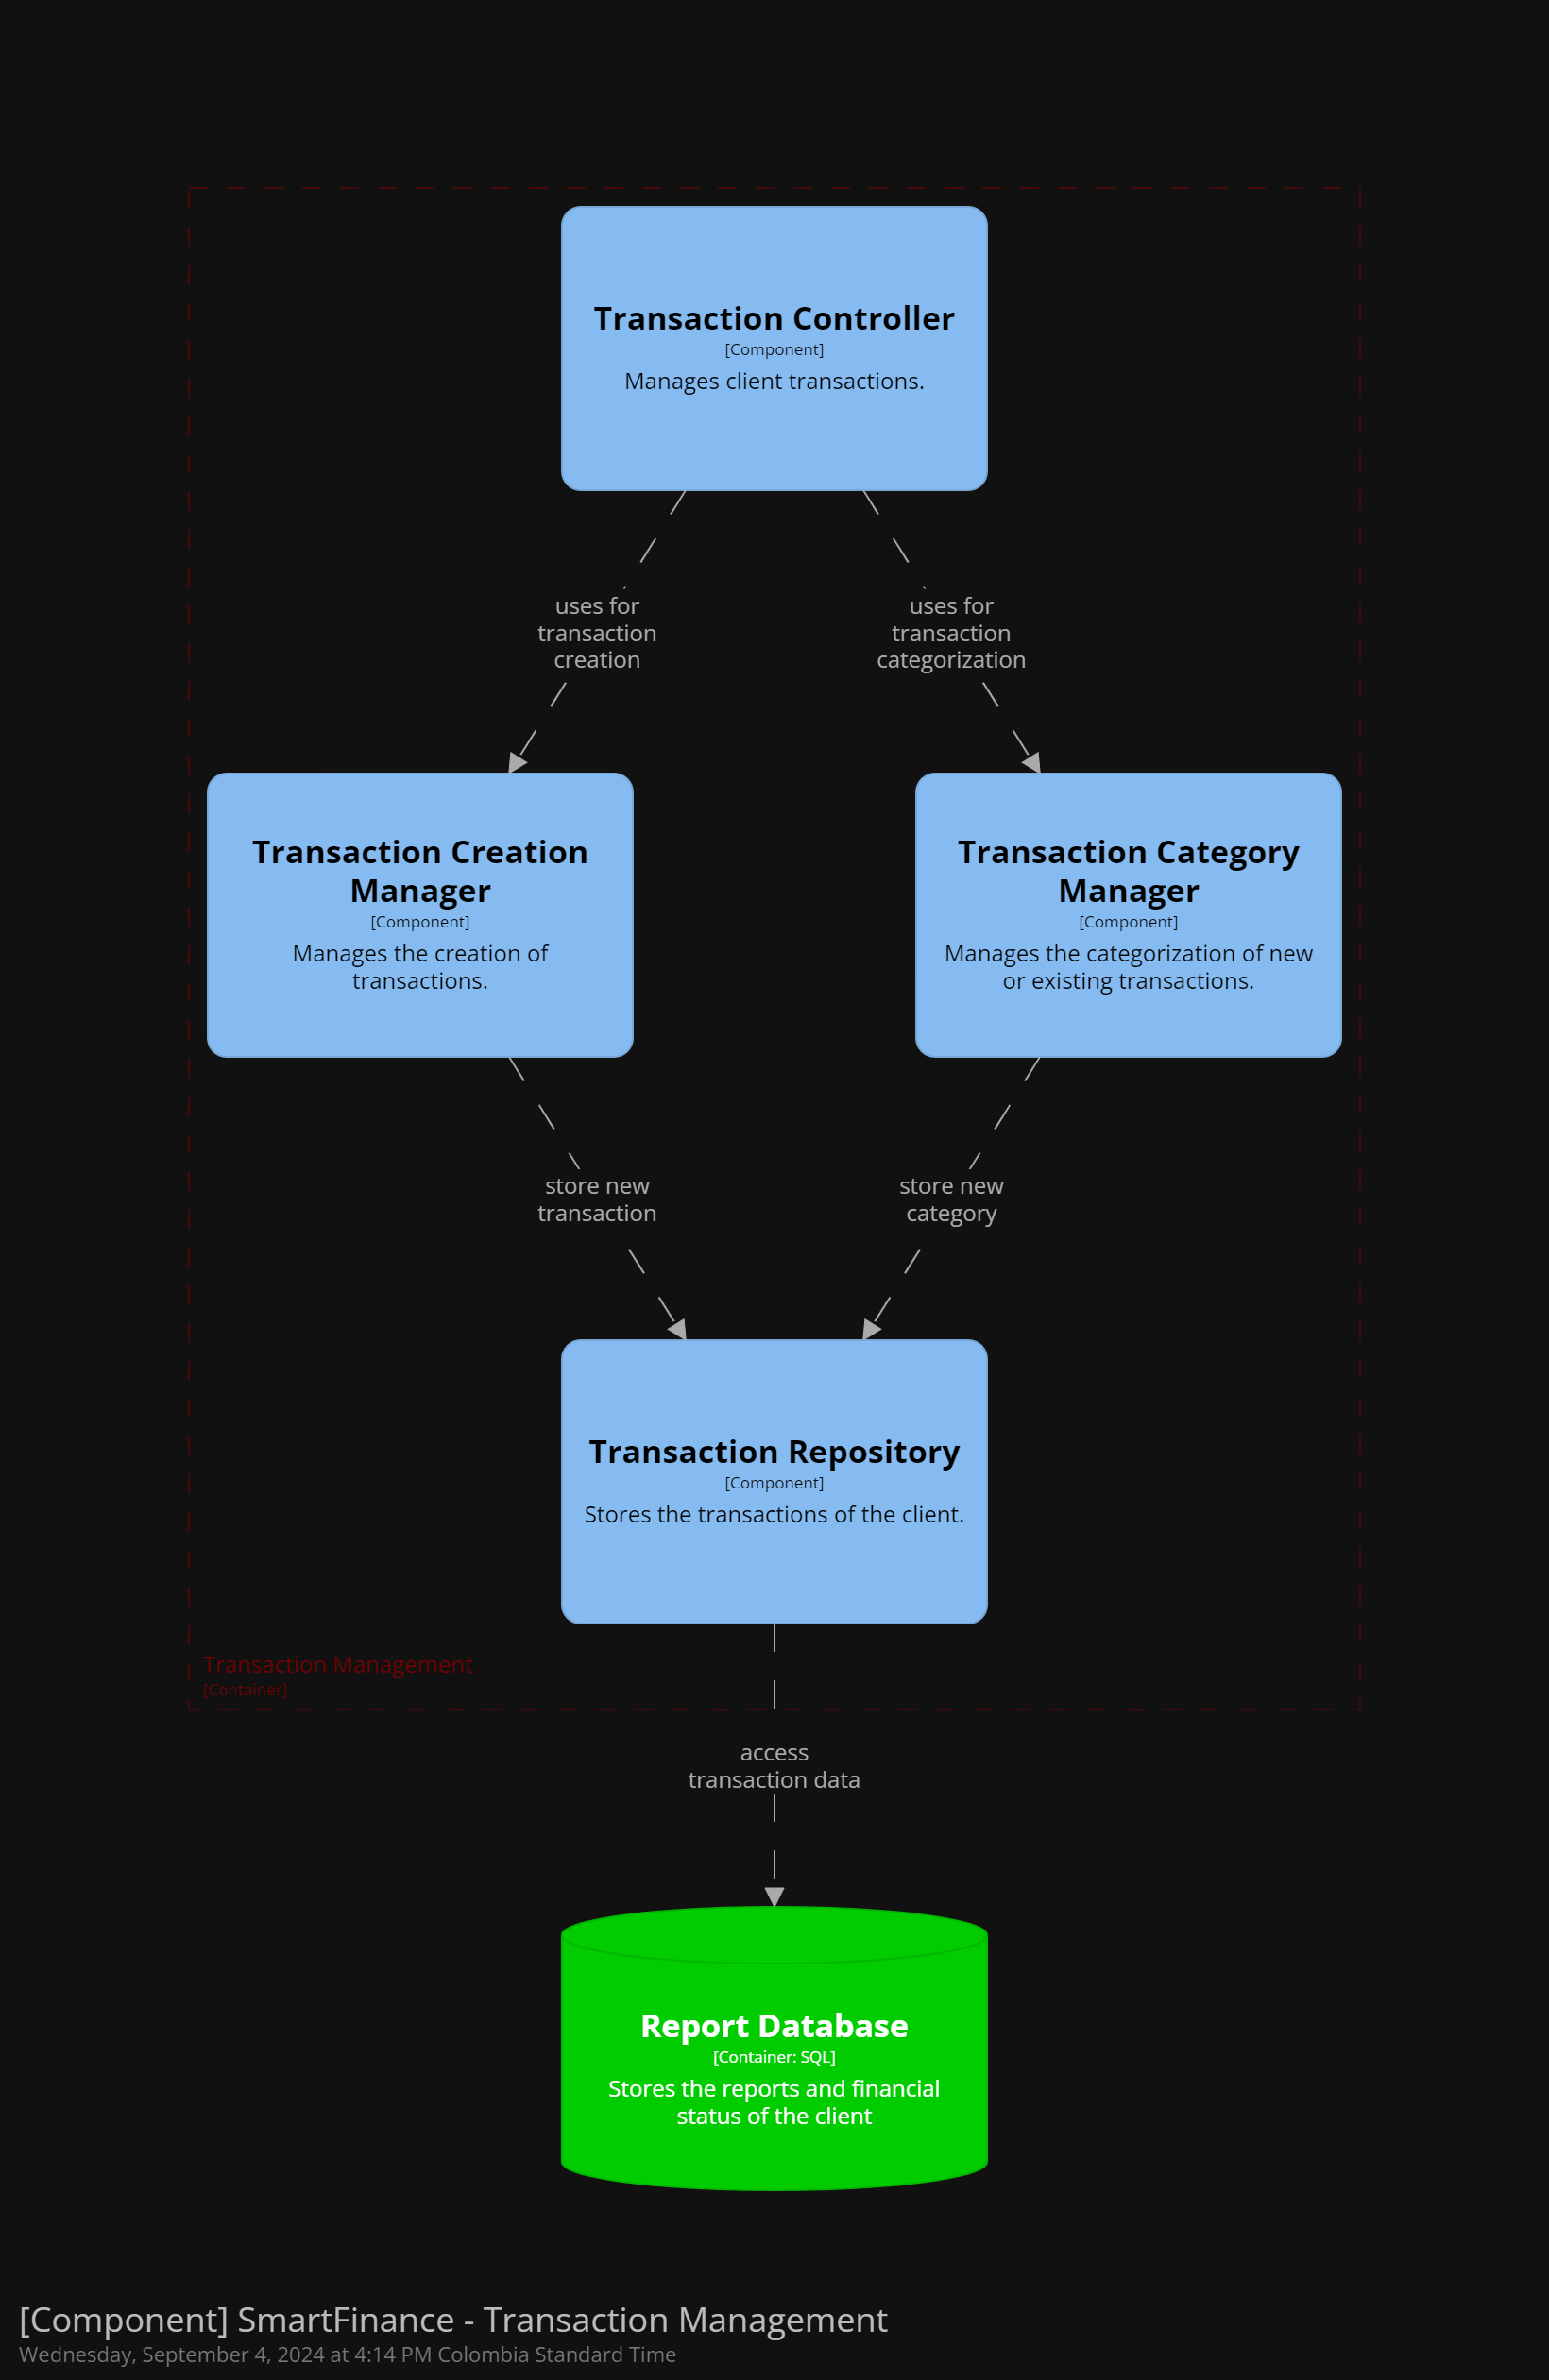 Transaction Controller
[Component]
Manages client transactions.
uses for
transaction
creation
uses for
transaction
categorization
Transaction Creation
Manager
[Component]
Manages the creation of
transactions.
Transaction Category
Manager
[Component]
Manages the categorization of new
or existing transactions.
store new
transaction
store new
category
Transaction Repository
[Component]
Stores the transactions of the client.
Transaction Management
[Container]
access
transaction data
Report Database
[Container: SQL]
Stores the reports and financial
status of the client
[Component] SmartFinance - Transaction Management
Wednesday, September 4, 2024 at 4:14 PM Colombia Standard Time